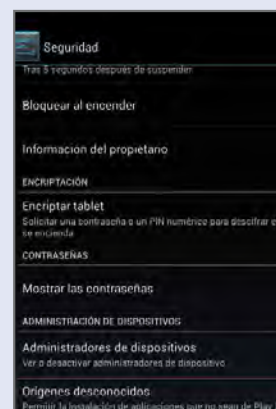 Seguridad
Tras 5 segundos después de suspender
Bloquear al encender
Información del propietario
ENCRIPTACIÓN
Encriptar tablet
Solicitar una contraseña o un PIN numérico para descifrar e
se encienda
CONTRASEÑAS
Mostrar las contraseñas
ADMINISTRACIÓN DE DISPOSITIVOS
Administradores de dispositivos
Ver o desactivar administradores de dispositivo
Orígenes desconocidos
Permitir la instalación de aplicaciones que no sean de Play